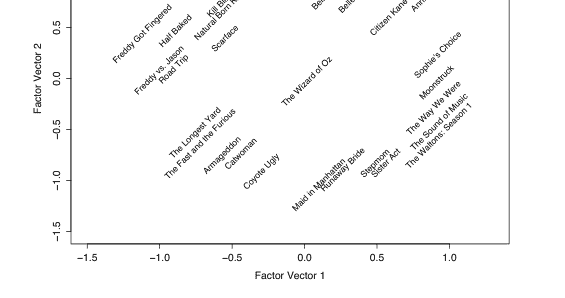 Freddy Got Fingered
Half Baked
Natural Born
Scarface
Citizen Kane
Freddy vs. Jason
Road Trip
The Wizard of Oz
Sophie's Choice
Moonstruck
The Way We Were
The Sound of Music
The Waltons: Season 1
The Longest Yard
The Fast and the Furious
Armageddon
Catwoman
Coyote Ugly
Maid in Manhattan
Runaway Bride
Stepmom
Sister Act
Factor Vector 2
0.5
0.0
−0.5
−1.0
−1.5
−1.5 −1.0 −0.5 0.0 0.5 1.0
Factor Vector 1